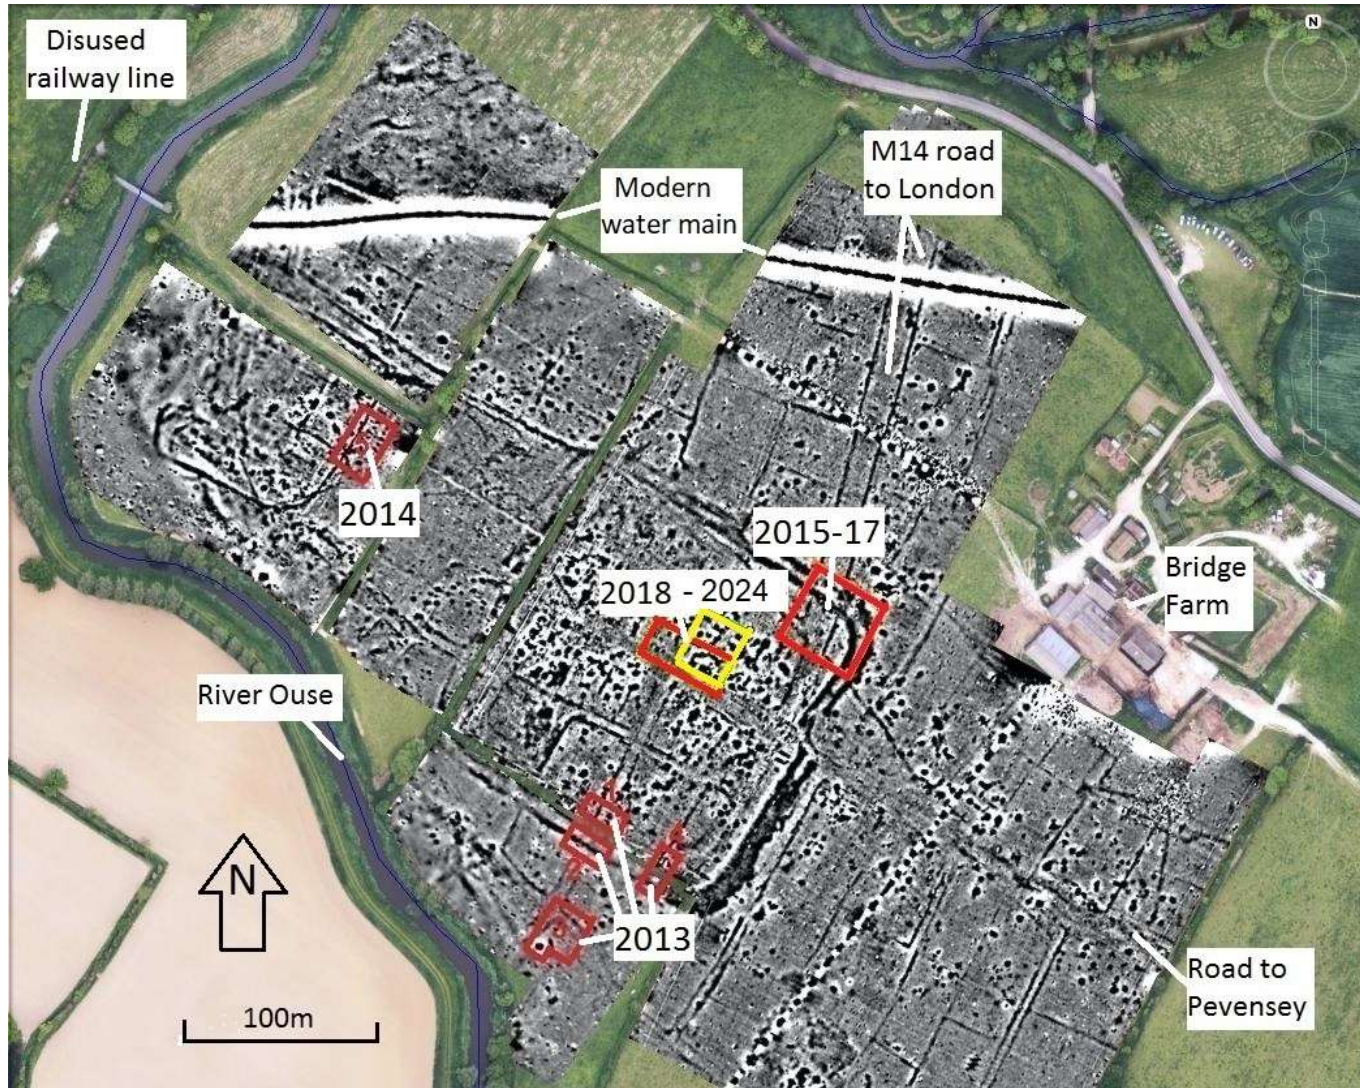 Disused
railway line
N
M14 road
to London
Modern
water main
2014
2015-17
2018 - 2024
Bridge
Farm
River Ouse
N
2013
Road to
Pevensey
100m